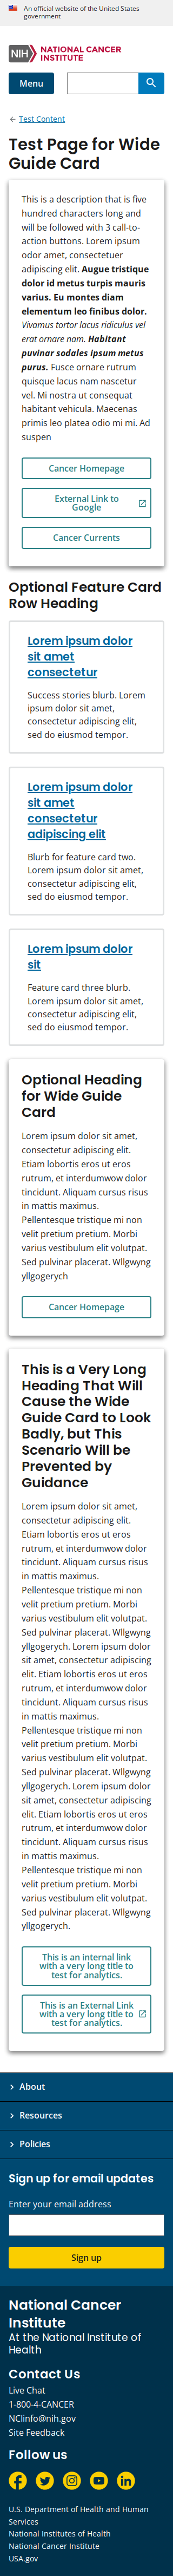 An official website of the United States
government
NIH NATIONAL CANCER
INSTITUTE
Menu
Test Content
Test Page for Wide
Guide Card
This is a description that is five
hundred characters long and
will be followed with 3 call-to-
action buttons. Lorem ipsum
odor amet, consectetuer
adipiscing elit. Augue tristique
dolor id metus turpis mauris
varius. Eu montes diam
elementum leo finibus dolor.
Vivamus tortor lacus ridiculus vel
erat ornare nam. Habitant
puvinar sodales ipsum metus
purus. Fusce ornare rutrum
quisque lacus nam nascetur
vel. Mi nostra ut consequat
habitant vehicula. Maecenas
primis leo platea odio mi mi. Ad
suspen
Cancer Homepage
External Link to
Google
Cancer Currents
Optional Feature Card
Row Heading
Lorem ipsum dolor
sit amet
consectetur
Success stories blurb. Lorem
ipsum dolor sit amet,
consectetur adipiscing elit,
sed do eiusmod tempor.
Lorem ipsum dolor
sit amet
consectetur
adipiscing elit
Blurb for feature card two.
Lorem ipsum dolor sit amet,
consectetur adipiscing elit,
sed do eiusmod tempor.
Lorem ipsum dolor
sit
Feature card three blurb.
Lorem ipsum dolor sit amet,
consectetur adipiscing elit,
sed do eiusmod tempor.
Optional Heading
for Wide Guide
Card
Lorem ipsum dolor sit amet,
consectetur adipiscing elit.
Etiam lobortis eros ut eros
rutrum, et interdumwow dolor
tincidunt. Aliquam cursus risus
in mattis maximus.
Pellentesque tristique mi non
velit pretium pretium. Morbi
varius vestibulum elit volutpat.
Sed pulvinar placerat. Wllgwyng
yllgogerych
Cancer Homepage
This is a Very Long
Heading That Will
Cause the Wide
Guide Card to Look
Badly, but This
Scenario Will be
Prevented by
Guidance
Lorem ipsum dolor sit amet,
consectetur adipiscing elit.
Etiam lobortis eros ut eros
rutrum, et interdumwow dolor
tincidunt. Aliquam cursus risus
in mattis maximus.
Pellentesque tristique mi non
velit pretium pretium. Morbi
varius vestibulum elit volutpat.
Sed pulvinar placerat. Wllgwyng
yllgogerych. Lorem ipsum dolor
sit amet, consectetur adipiscing
elit. Etiam lobortis eros ut eros
rutrum, et interdumwow dolor
tincidunt. Aliquam cursus risus
in mattis maximus.
Pellentesque tristique mi non
velit pretium pretium. Morbi
varius vestibulum elit volutpat.
Sed pulvinar placerat. Wllgwyng
yllgogerych. Lorem ipsum dolor
sit amet, consectetur adipiscing
elit. Etiam lobortis eros ut eros
rutrum, et interdumwow dolor
tincidunt. Aliquam cursus risus
in mattis maximus.
Pellentesque tristique mi non
velit pretium pretium. Morbi
varius vestibulum elit volutpat.
Sed pulvinar placerat. Wllgwyng
yllgogerych.
This is an internal link
with a very long title to
test for analytics.
This is an External Link
with a very long title to
test for analytics.
About
Resources
Policies
Sign up for email updates
Enter your email address
Sign up
National Cancer
Institute
At the National Institute of
Health
Contact Us
Live Chat
1-800-4-CANCER
NCIinfo@nih.gov
Site Feedback
Follow us
U.S. Department of Health and Human
Services
National Institutes of Health
National Cancer Institute
USA.gov